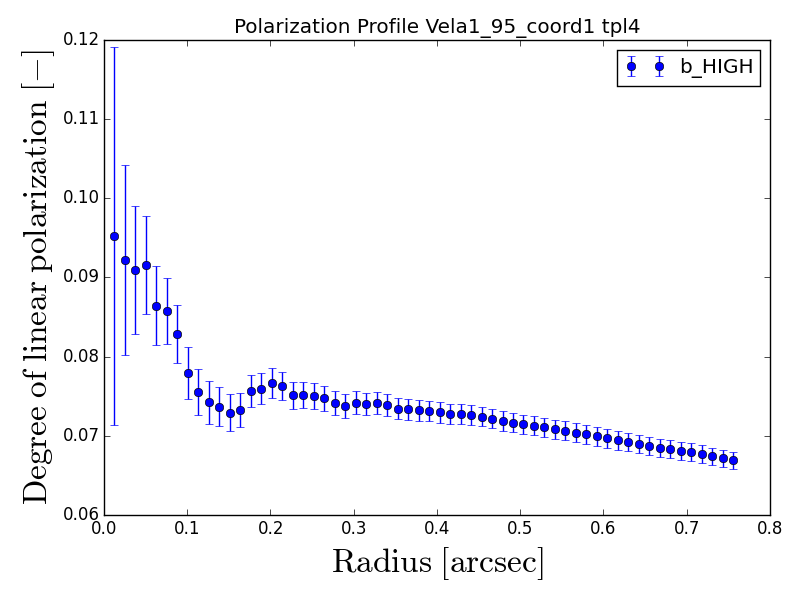 Polarization Profile Vela1_95_coord1 tpl4
b_HIGH
Degree of linear polarization [−]
0.12
0.11
0.10
0.09
0.08
0.07
0.06
0.0 0.1 0.2 0.3 0.4 0.5 0.6 0.7 0.8
Radius [arcsec]